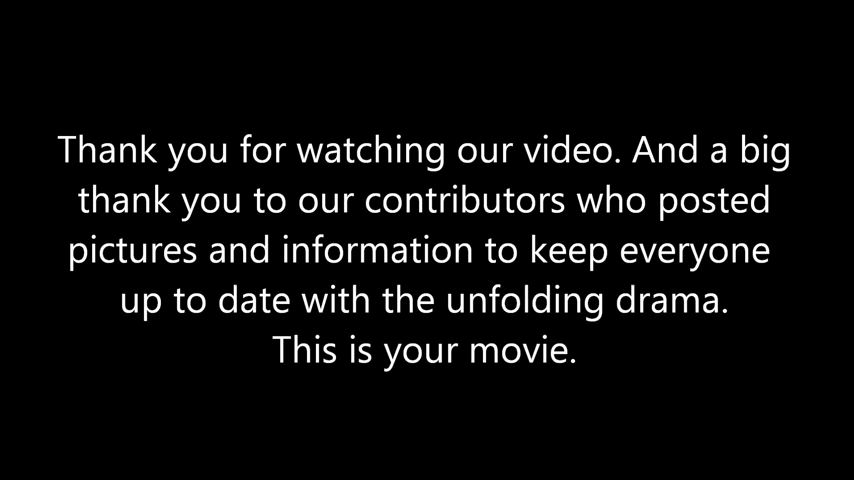 Thank you for watching our video. And a big
thank you to our contributors who posted
pictures and information to keep everyone
up to date with the unfolding drama.
This is your movie.